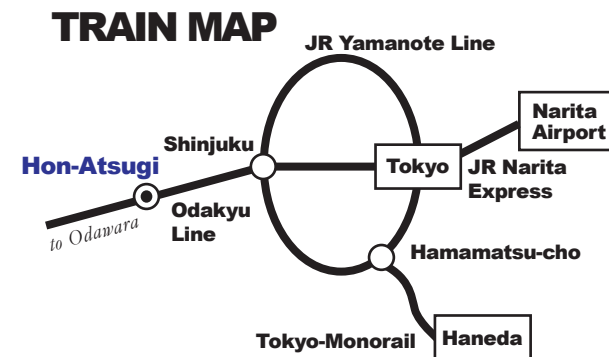 TRAIN MAP
JR Yamanote Line
Narita
Airport
Shinjuku
Hon-Atsugi
Tokyo
JR Narita
Express
Odakyu
Line
to Odawara
Hamamatsu-cho
Tokyo-Monorail
Haneda